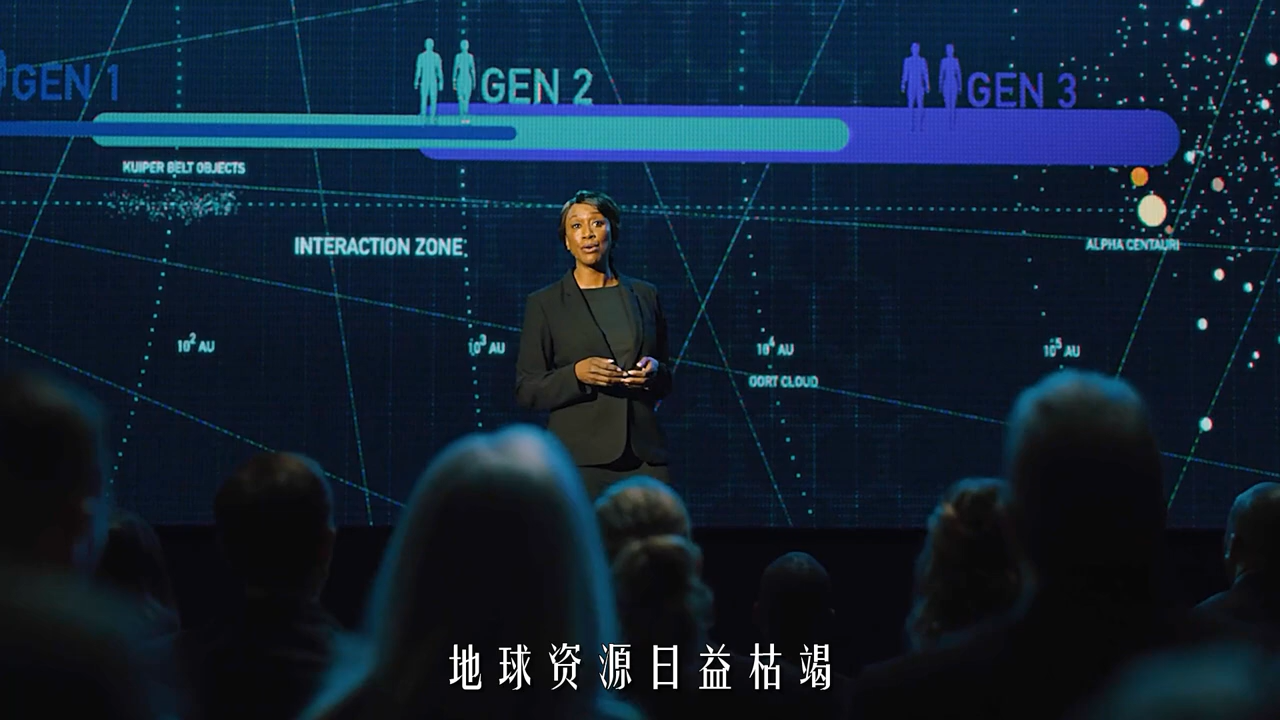 GEN 1
GEN 2
GEN 3
KUIPER BELT OBJECTS
INTERACTION ZONE
ALPHA CENTAURI
10² AU
10³ AU
10⁴ AU
10⁵ AU
OORT CLOUD
地球资源日益枯竭